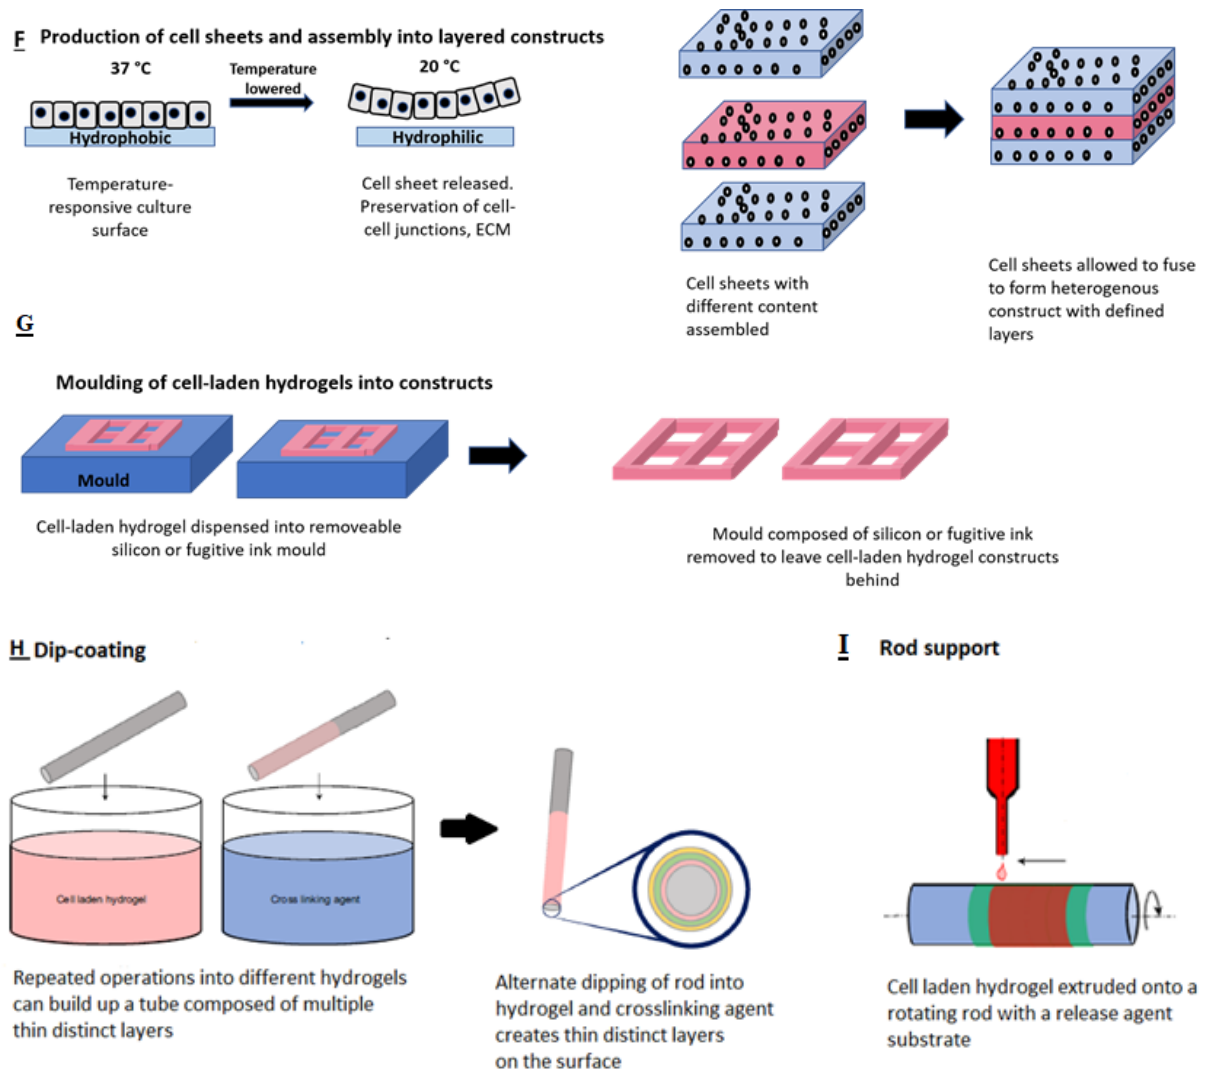 F Production of cell sheets and assembly into layered constructs
37 °C
Temperature
lowered
20 °C
Hydrophobic
Hydrophilic
Temperature-
responsive culture
surface
Cell sheet released.
Preservation of cell-
cell junctions, ECM
Cell sheets with
different content
assembled
Cell sheets allowed to fuse
to form heterogenous
construct with defined
layers
G
Moulding of cell-laden hydrogels into constructs
Mould
Cell-laden hydrogel dispensed into removeable
silicon or fugitive ink mould
Mould composed of silicon or fugitive ink
removed to leave cell-laden hydrogel constructs
behind
H Dip-coating
Cell laden hydrogel
Cross linking agent
Repeated operations into different hydrogels
can build up a tube composed of multiple
thin distinct layers
Alternate dipping of rod into
hydrogel and crosslinking agent
creates thin distinct layers
on the surface
I Rod support
Cell laden hydrogel extruded onto a
rotating rod with a release agent
substrate